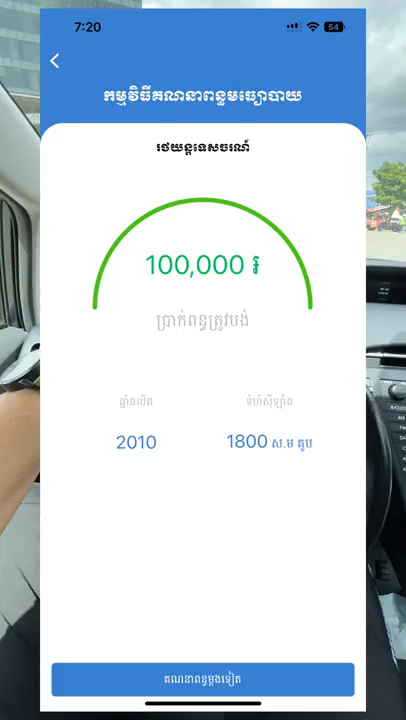 7:20
54
កម្មវិធីគណនាពន្ធមធ្យោបាយ
រថយន្តទេសចរណ៍
100,000 ៛
ប្រាក់ពន្ធត្រូវបង់
ឆ្នាំផលិត
ទំហំស៊ីឡាំង
2010
1800 ស.ម គូប
គណនាពន្ធម្តងទៀត